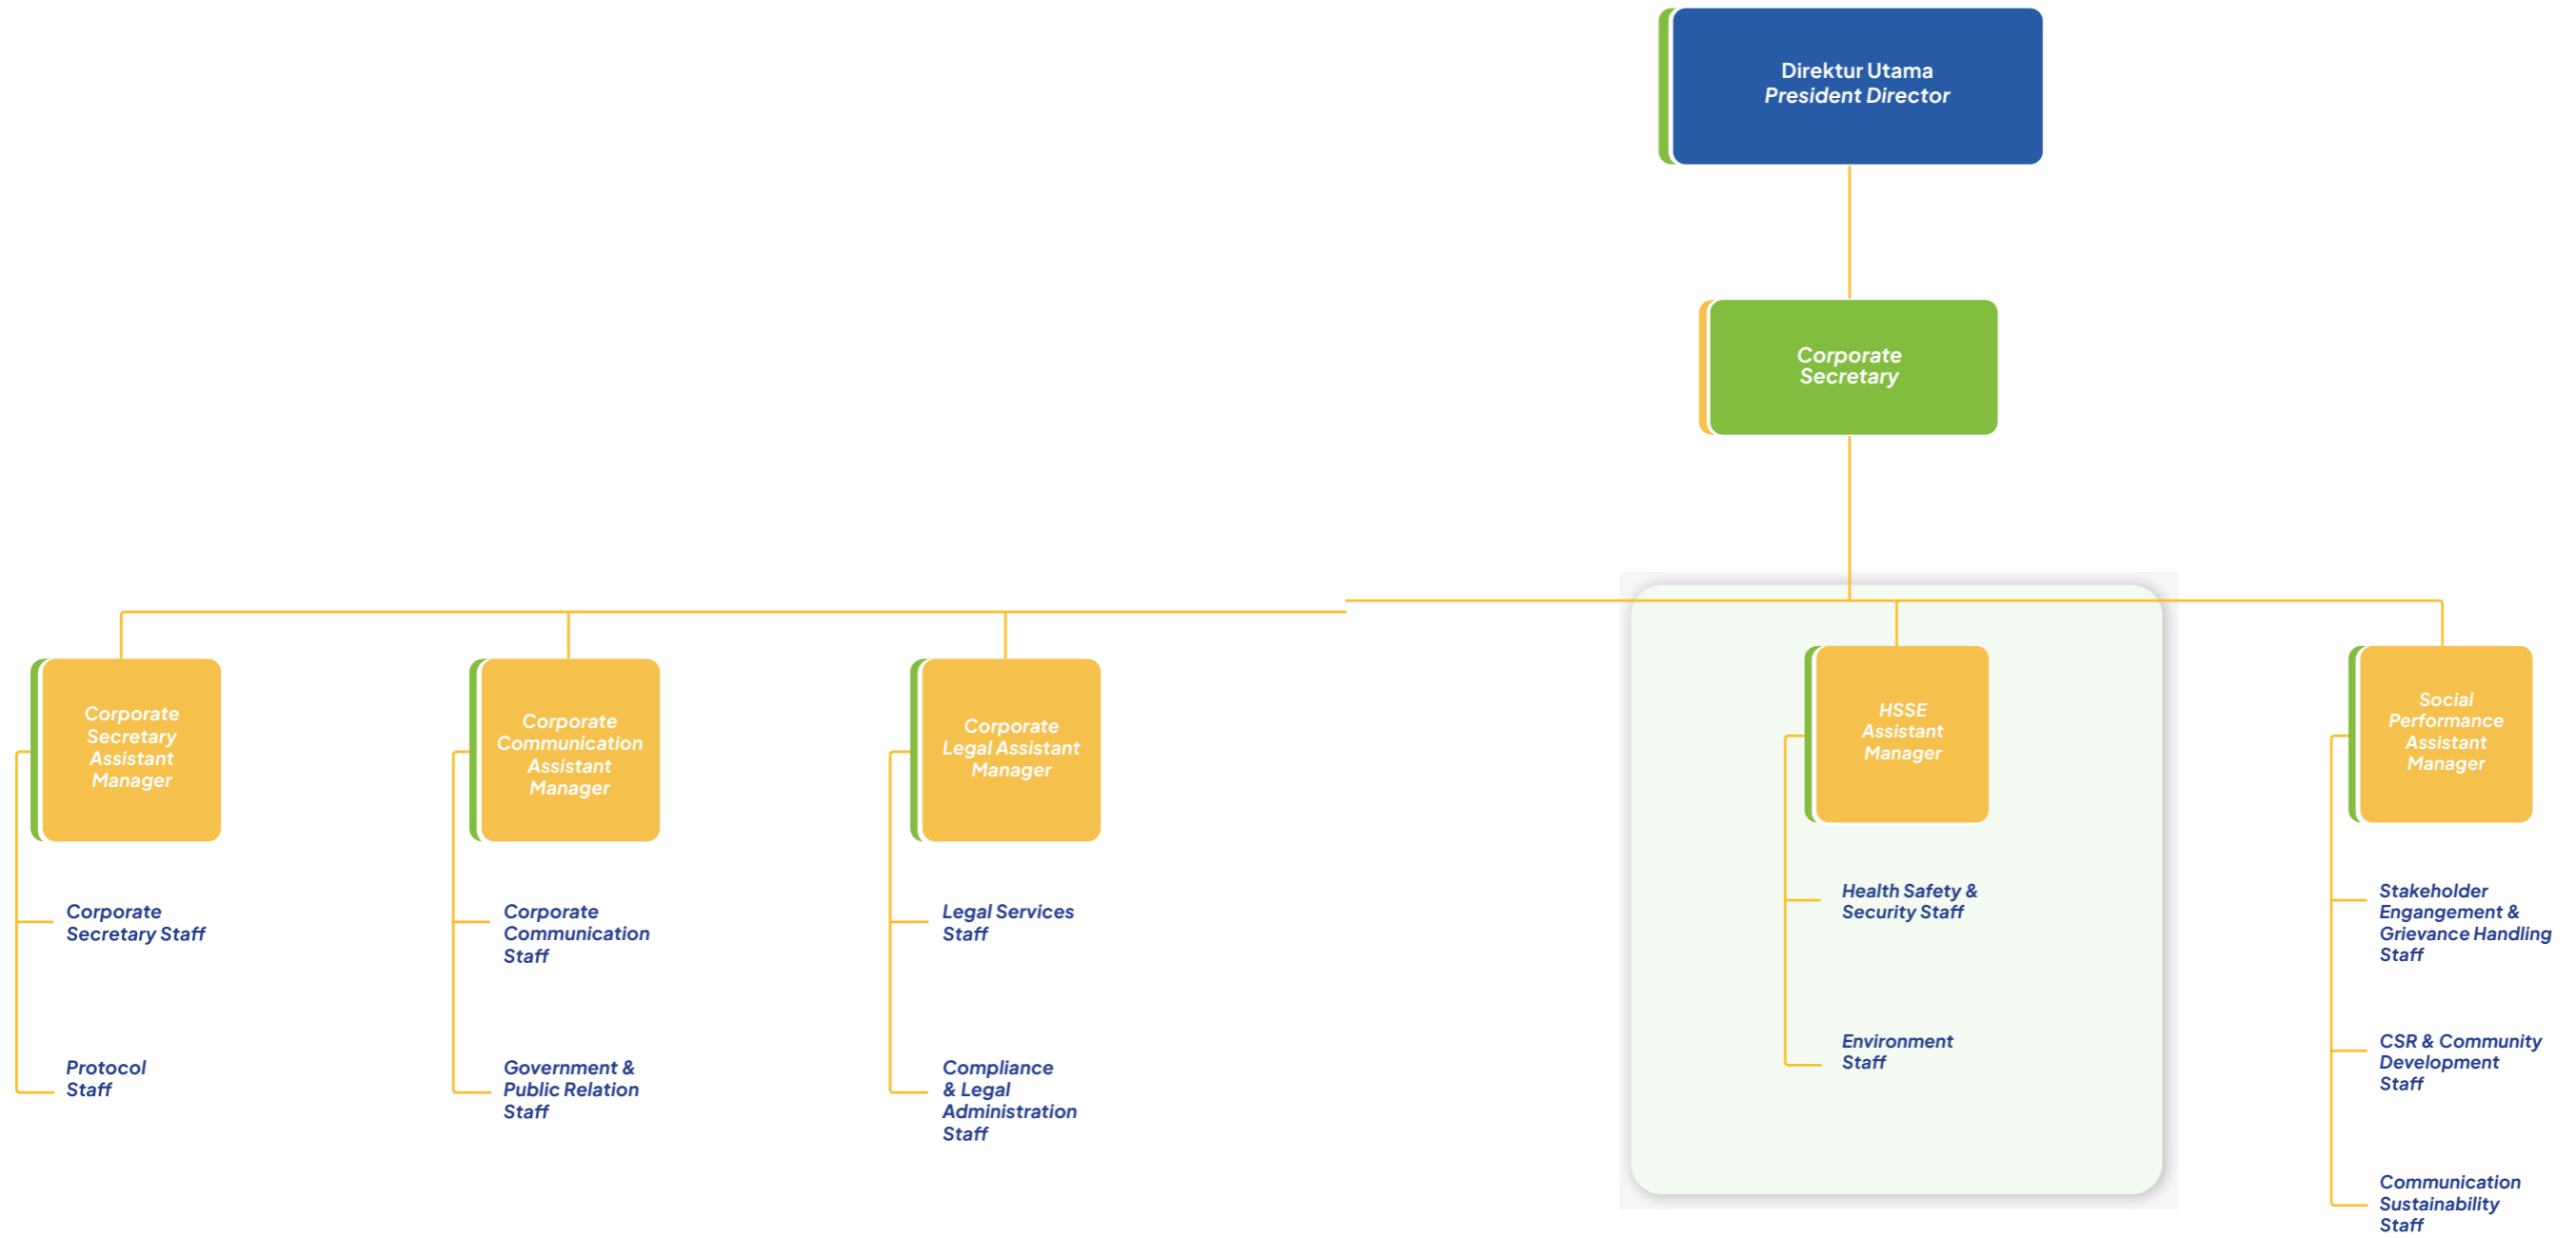 Direktur Utama
President Director
Corporate
Secretary
Corporate
Secretary
Assistant
Manager
Corporate
Secretary Staff
Protocol
Staff
Corporate
Communication
Assistant
Manager
Corporate
Communication
Staff
Government &
Public Relation
Staff
Corporate
Legal Assistant
Manager
Legal Services
Staff
Compliance
& Legal
Administration
Staff
HSSE
Assistant
Manager
Health Safety &
Security Staff
Environment
Staff
Social
Performance
Assistant
Manager
Stakeholder
Engangement &
Grievance Handling
Staff
CSR & Community
Development
Staff
Communication
Sustainability
Staff